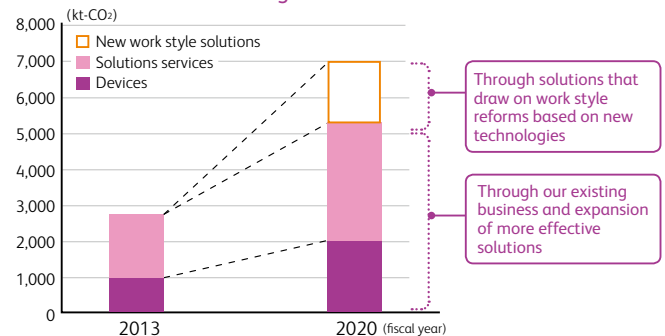 (kt-CO2)
8,000
7,000
6,000
5,000
4,000
3,000
2,000
1,000
0
New work style solutions
Solutions services
Devices
2013
2020 (fiscal year)
Through solutions that
draw on work style
reforms based on new
technologies
Through our existing
business and expansion
of more effective
solutions